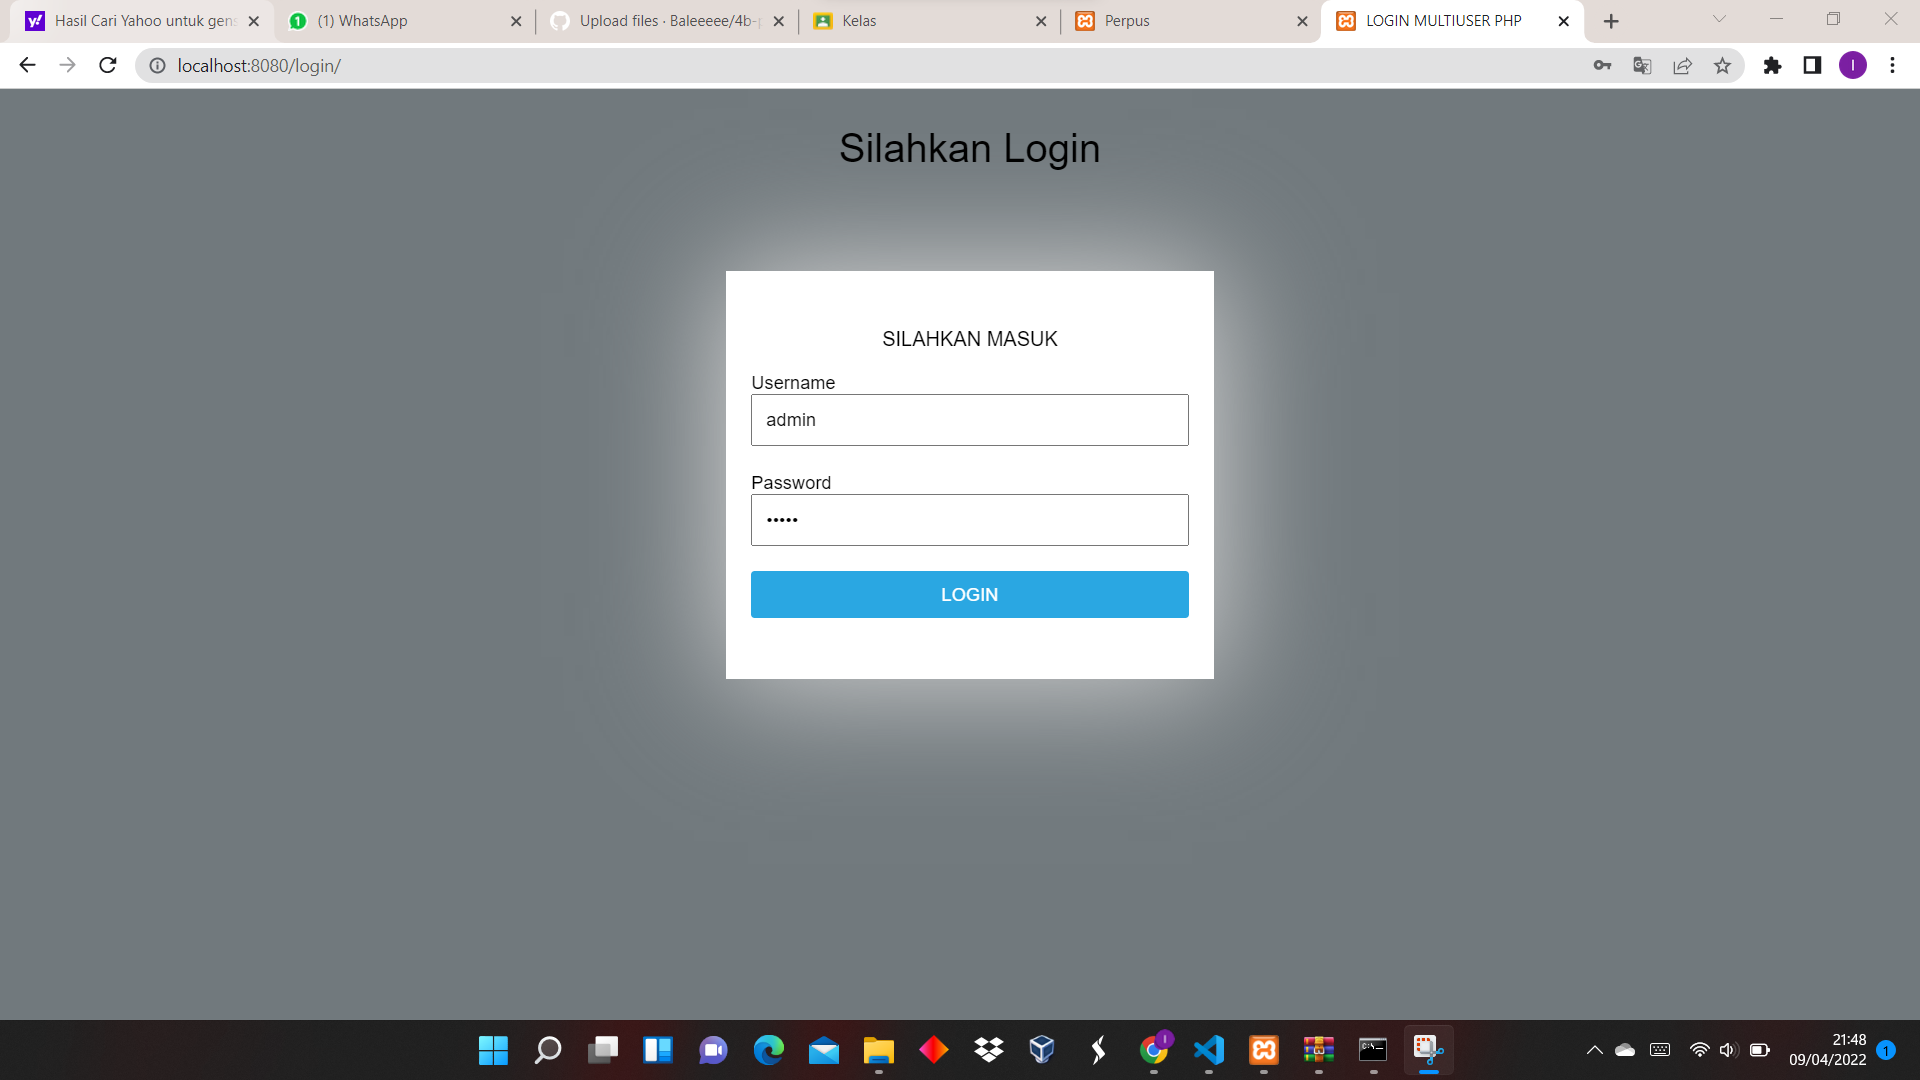 Hasil Cari Yahoo untuk gens
(1) WhatsApp
Upload files · Baleeeee/4b-p
Kelas
Perpus
LOGIN MULTIUSER PHP
localhost:8080/login/
I
Silahkan Login
SILAHKAN MASUK
Username
admin
Password
•••••
LOGIN
21:48
09/04/2022
1